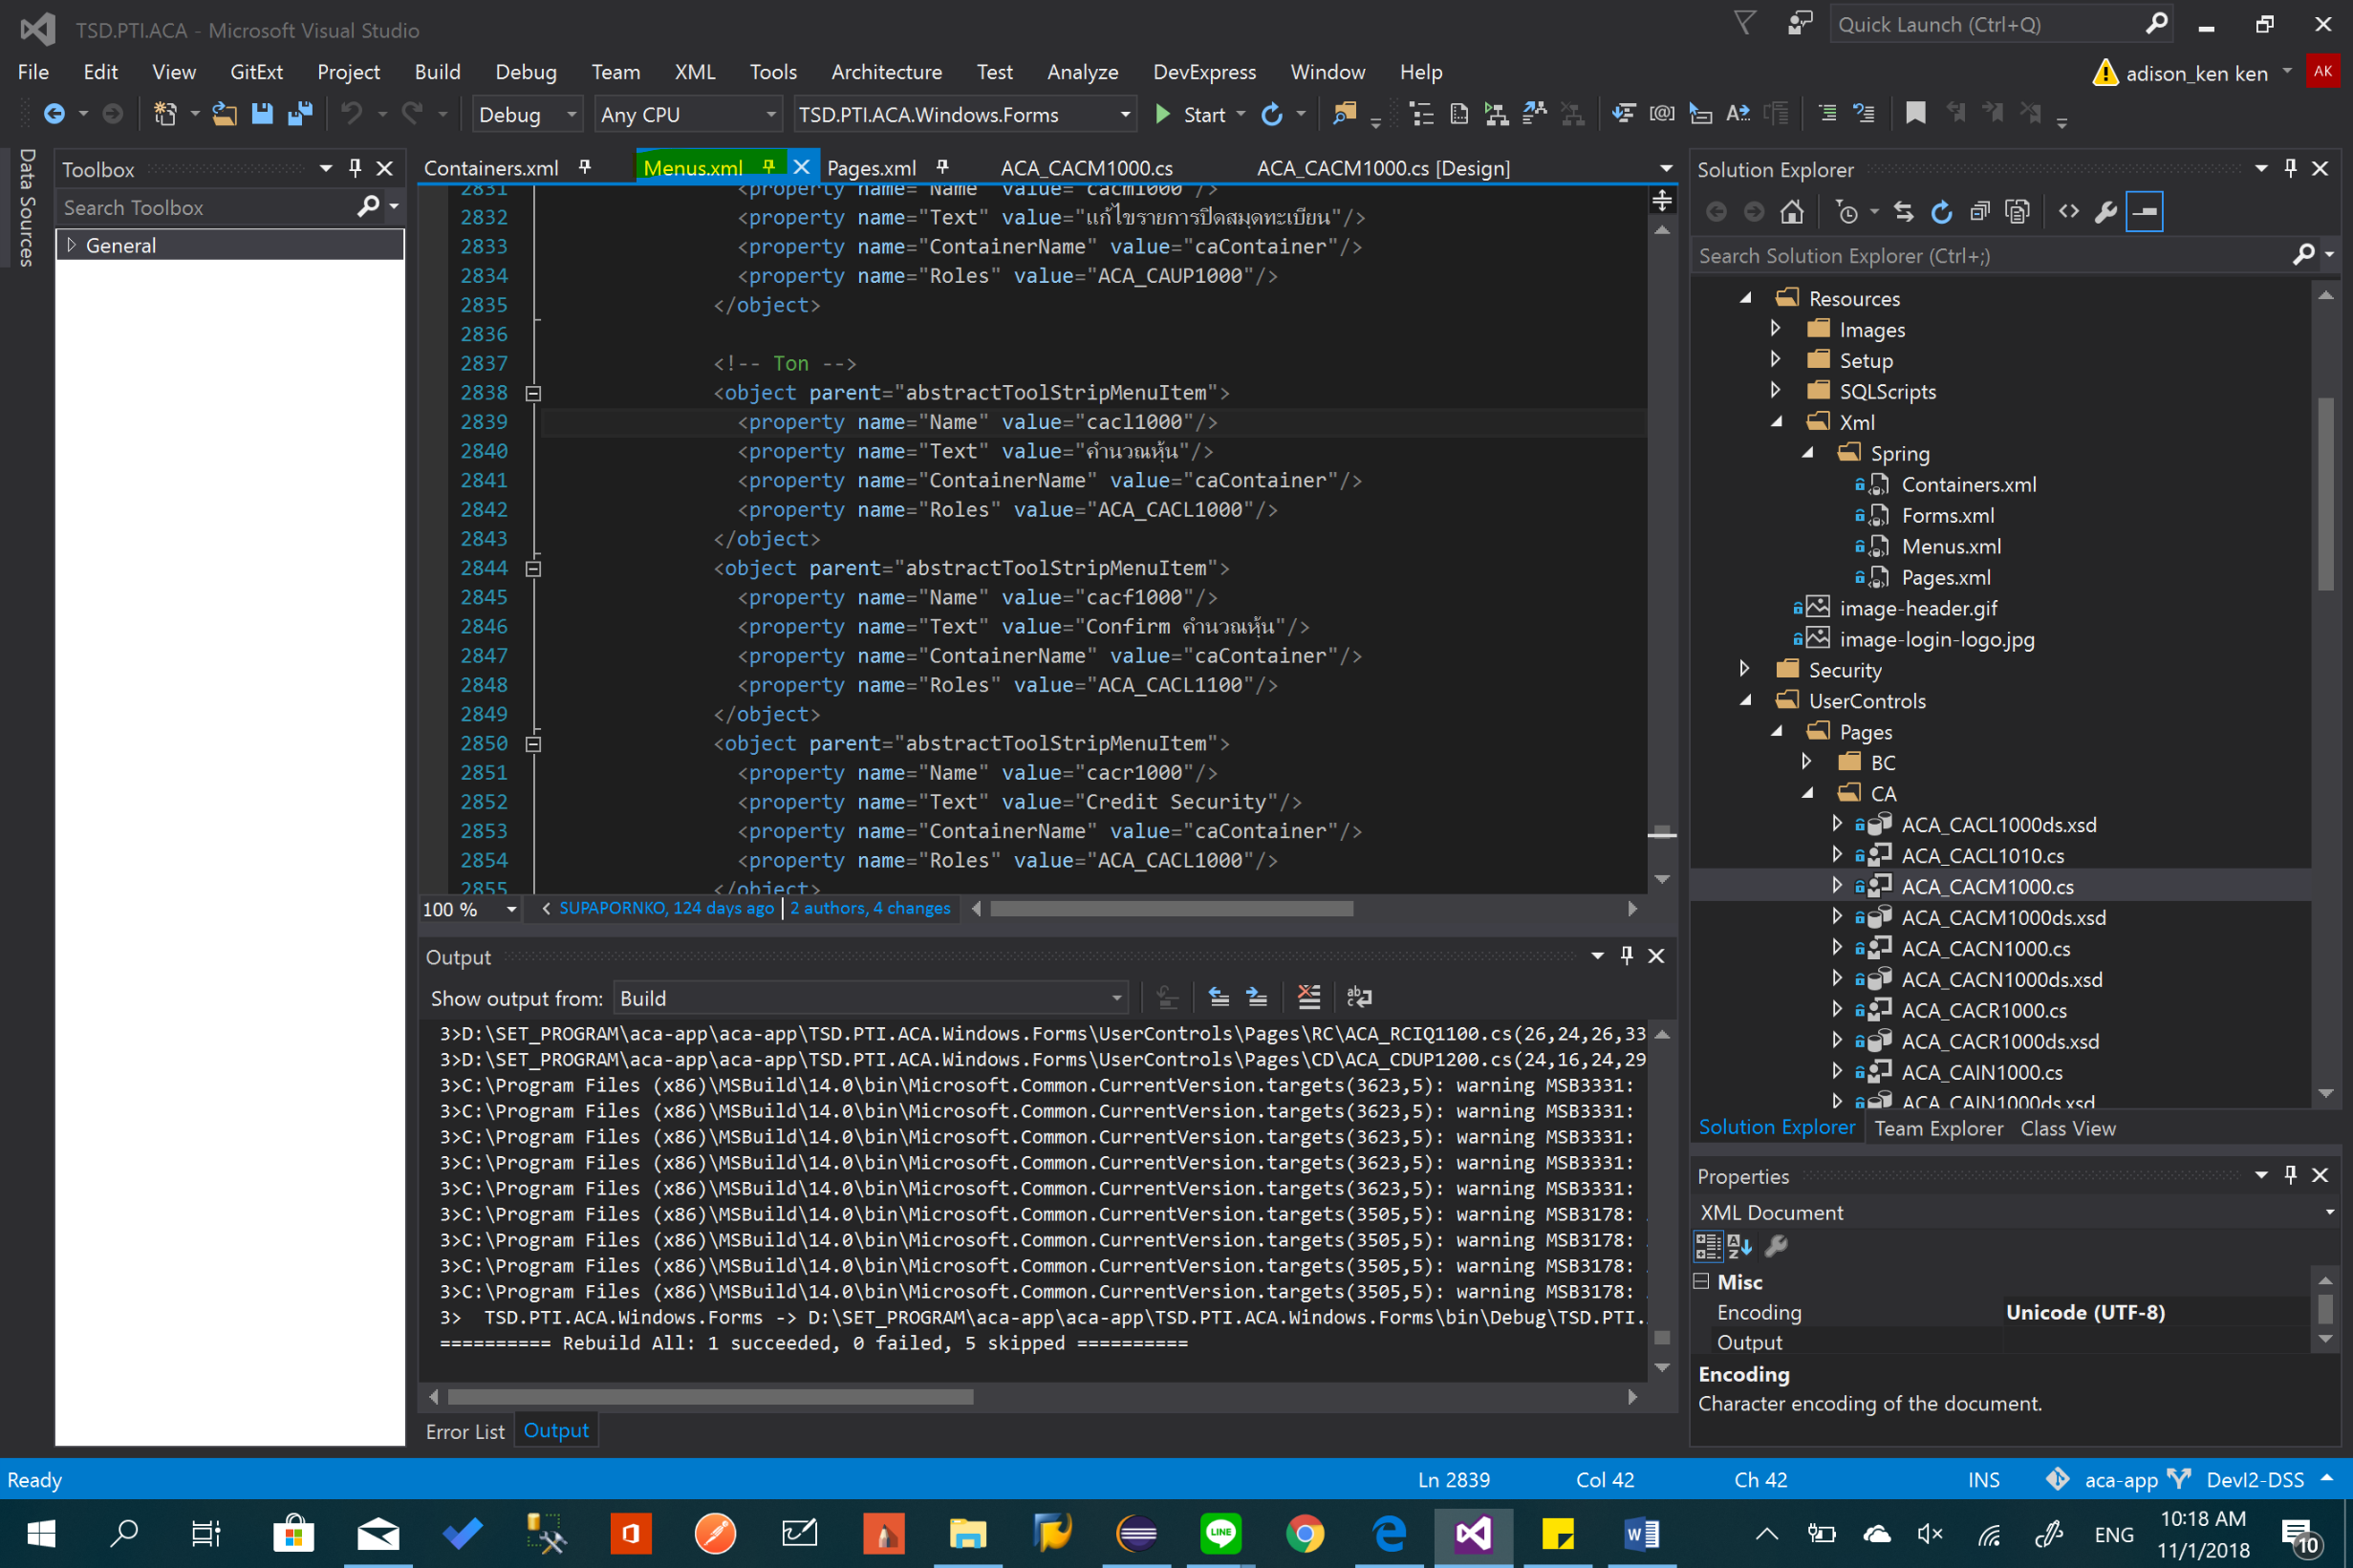 TSD.PTI.ACA - Microsoft Visual Studio
Quick Launch (Ctrl+Q)
File Edit View GitExt Project Build Debug Team XML Tools Architecture Test Analyze DevExpress Window Help
adison_ken ken AK
Debug Any CPU TSD.PTI.ACA.Windows.Forms Start
Data Sources
Toolbox
Search Toolbox
General
Containers.xml Menus.xml Pages.xml ACA_CACM1000.cs ACA_CACM1000.cs [Design]
2831 <property name="Name" value="cacm1000"/>
2832 <property name="Text" value="แก้ไขรายการปิดสมุดทะเบียน"/>
2833 <property name="ContainerName" value="caContainer"/>
2834 <property name="Roles" value="ACA_CAUP1000"/>
2835 </object>
2836
2837 <!-- Ton -->
2838 <object parent="abstractToolStripMenuItem">
2839 <property name="Name" value="cacl1000"/>
2840 <property name="Text" value="คำนวณหุ้น"/>
2841 <property name="ContainerName" value="caContainer"/>
2842 <property name="Roles" value="ACA_CACL1000"/>
2843 </object>
2844 <object parent="abstractToolStripMenuItem">
2845 <property name="Name" value="cacf1000"/>
2846 <property name="Text" value="Confirm คำนวณหุ้น"/>
2847 <property name="ContainerName" value="caContainer"/>
2848 <property name="Roles" value="ACA_CACL1100"/>
2849 </object>
2850 <object parent="abstractToolStripMenuItem">
2851 <property name="Name" value="cacr1000"/>
2852 <property name="Text" value="Credit Security"/>
2853 <property name="ContainerName" value="caContainer"/>
2854 <property name="Roles" value="ACA_CACL1000"/>
2855 </object>
100 % SUPAPORNKO, 124 days ago | 2 authors, 4 changes
Output
Show output from: Build
3>D:\SET_PROGRAM\aca-app\aca-app\TSD.PTI.ACA.Windows.Forms\UserControls\Pages\RC\ACA_RCIQ1100.cs(26,24,26,33
3>D:\SET_PROGRAM\aca-app\aca-app\TSD.PTI.ACA.Windows.Forms\UserControls\Pages\CD\ACA_CDUP1200.cs(24,16,24,29
3>C:\Program Files (x86)\MSBuild\14.0\bin\Microsoft.Common.CurrentVersion.targets(3623,5): warning MSB3331:
3>C:\Program Files (x86)\MSBuild\14.0\bin\Microsoft.Common.CurrentVersion.targets(3623,5): warning MSB3331:
3>C:\Program Files (x86)\MSBuild\14.0\bin\Microsoft.Common.CurrentVersion.targets(3623,5): warning MSB3331:
3>C:\Program Files (x86)\MSBuild\14.0\bin\Microsoft.Common.CurrentVersion.targets(3623,5): warning MSB3331:
3>C:\Program Files (x86)\MSBuild\14.0\bin\Microsoft.Common.CurrentVersion.targets(3623,5): warning MSB3331:
3>C:\Program Files (x86)\MSBuild\14.0\bin\Microsoft.Common.CurrentVersion.targets(3505,5): warning MSB3178:
3>C:\Program Files (x86)\MSBuild\14.0\bin\Microsoft.Common.CurrentVersion.targets(3505,5): warning MSB3178:
3>C:\Program Files (x86)\MSBuild\14.0\bin\Microsoft.Common.CurrentVersion.targets(3505,5): warning MSB3178:
3>C:\Program Files (x86)\MSBuild\14.0\bin\Microsoft.Common.CurrentVersion.targets(3505,5): warning MSB3178:
3> TSD.PTI.ACA.Windows.Forms -> D:\SET_PROGRAM\aca-app\aca-app\TSD.PTI.ACA.Windows.Forms\bin\Debug\TSD.PTI.
========== Rebuild All: 1 succeeded, 0 failed, 5 skipped ==========
Error List Output
Solution Explorer
Search Solution Explorer (Ctrl+;)
Resources
Images
Setup
SQLScripts
Xml
Spring
Containers.xml
Forms.xml
Menus.xml
Pages.xml
image-header.gif
image-login-logo.jpg
Security
UserControls
Pages
BC
CA
ACA_CACL1000ds.xsd
ACA_CACL1010.cs
ACA_CACM1000.cs
ACA_CACM1000ds.xsd
ACA_CACN1000.cs
ACA_CACN1000ds.xsd
ACA_CACR1000.cs
ACA_CACR1000ds.xsd
ACA_CAIN1000.cs
ACA_CAIN1000ds.xsd
Solution Explorer Team Explorer Class View
Properties
XML Document
Misc
Encoding Unicode (UTF-8)
Output
Encoding
Character encoding of the document.
Ready Ln 2839 Col 42 Ch 42 INS aca-app Devl2-DSS
LINE
ENG
10:18 AM
11/1/2018
10